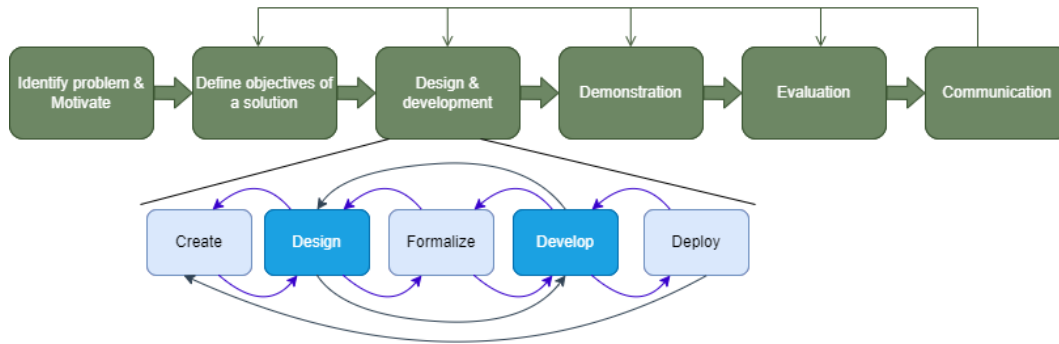 Identify problem &
Motivate
Define objectives of
a solution
Design &
development
Demonstration
Evaluation
Communication
Create
Design
Formalize
Develop
Deploy